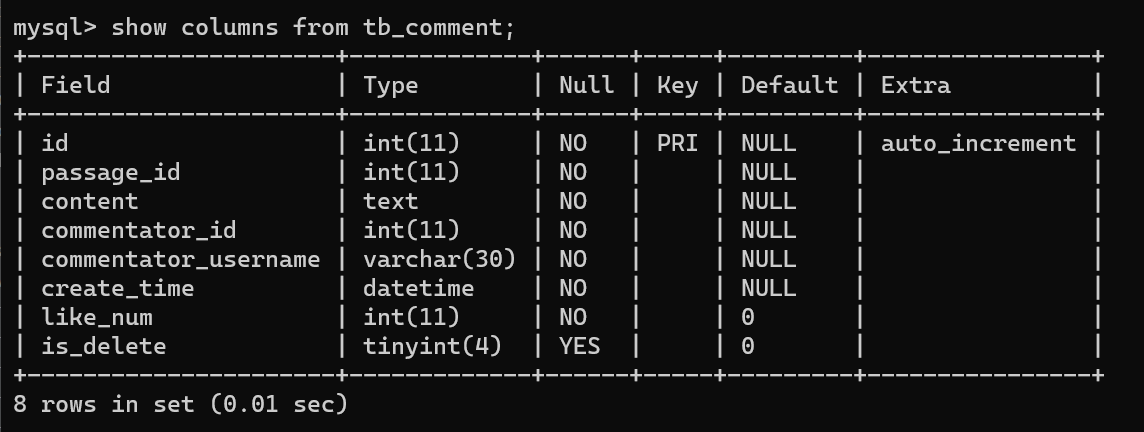 mysql> show columns from tb_comment;
+----------------------+-------------+------+-----+---------+----------------+
| Field                | Type        | Null | Key | Default | Extra          |
+----------------------+-------------+------+-----+---------+----------------+
| id                   | int(11)     | NO   | PRI | NULL    | auto_increment |
| passage_id           | int(11)     | NO   |     | NULL    |                |
| content              | text        | NO   |     | NULL    |                |
| commentator_id       | int(11)     | NO   |     | NULL    |                |
| commentator_username | varchar(30) | NO   |     | NULL    |                |
| create_time          | datetime    | NO   |     | NULL    |                |
| like_num             | int(11)     | NO   |     | 0       |                |
| is_delete            | tinyint(4)  | YES  |     | 0       |                |
+----------------------+-------------+------+-----+---------+----------------+
8 rows in set (0.01 sec)